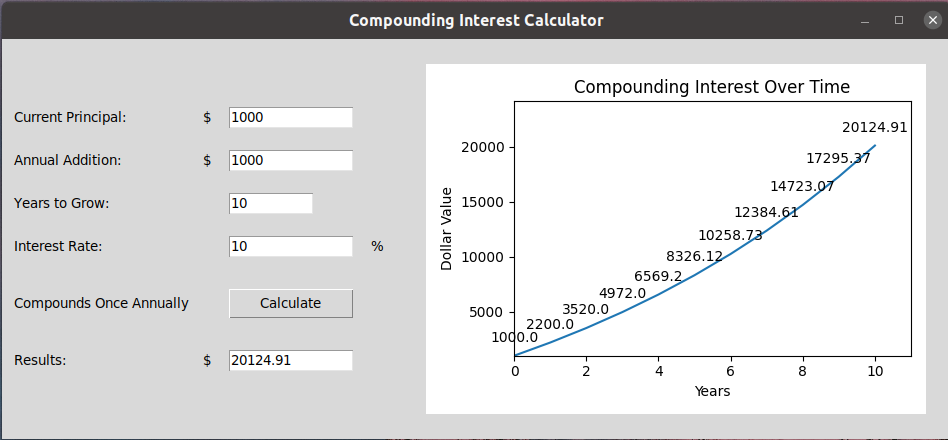 Compounding Interest Calculator
Current Principal: $ 1000
Annual Addition: $ 1000
Years to Grow: 10
Interest Rate: 10 %
Compounds Once Annually Calculate
Results: $ 20124.91
Compounding Interest Over Time
Dollar Value
20000
15000
10000
5000
20124.91
17295.37
14723.07
12384.61
10258.73
8326.12
6569.2
4972.0
3520.0
2200.0
1000.0
0 2 4 6 8 10
Years